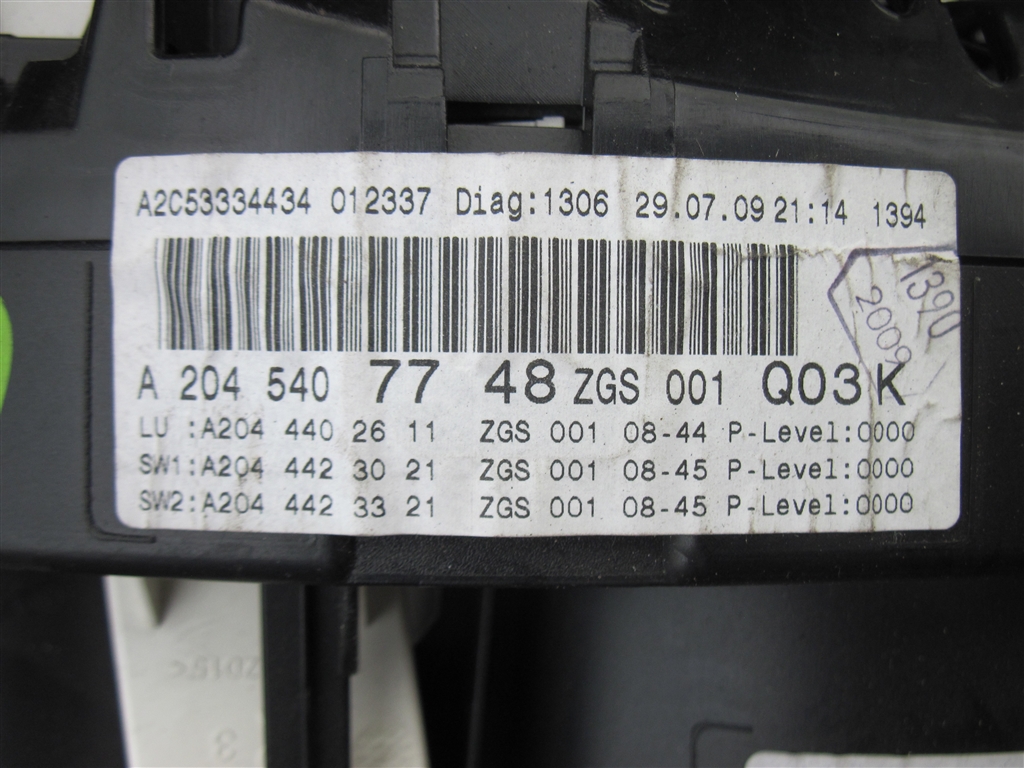 A2C53334434 012337 Diag:1306 29.07.09 21:14 1394
1390
2009
A 204 540 77 48 ZGS 001 Q03K
LU :A204 440 26 11 ZGS 001 08-44 P-Level:0000
SW1:A204 442 30 21 ZGS 001 08-45 P-Level:0000
SW2:A204 442 33 21 ZGS 001 08-45 P-Level:0000
3